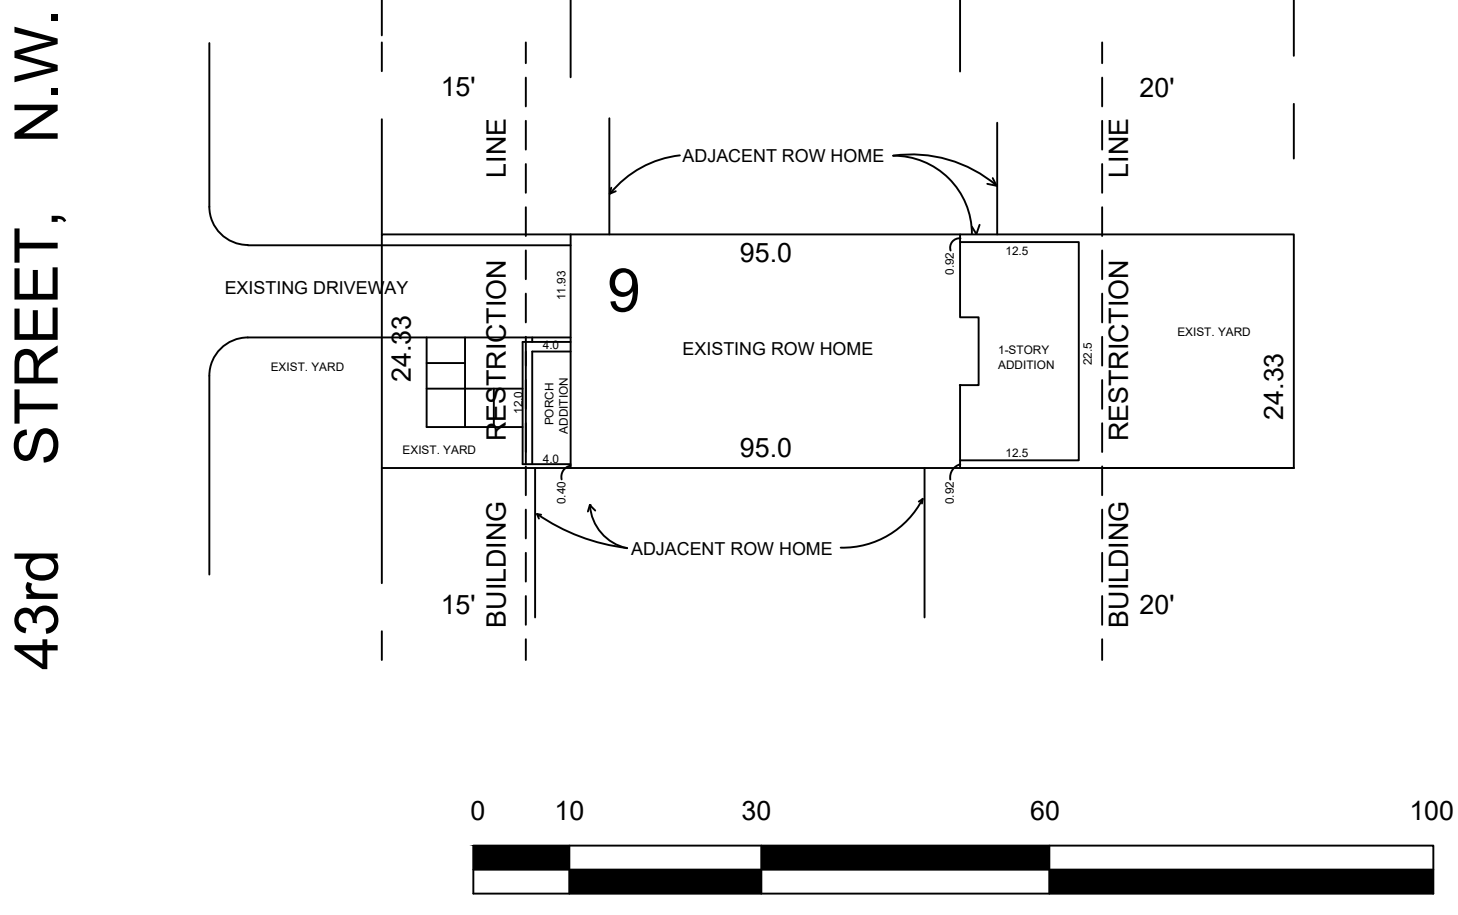 43rd STREET, N.W.
15'
20'
BUILDING RESTRICTION LINE
BUILDING RESTRICTION LINE
ADJACENT ROW HOME
95.0
0.92
12.5
11.93
9
EXISTING DRIVEWAY
24.33
EXIST. YARD
4.0
12.0
PORCH
ADDITION
EXISTING ROW HOME
1-STORY
ADDITION
22.5
EXIST. YARD
24.33
EXIST. YARD
4.0
0.40
95.0
12.5
0.92
ADJACENT ROW HOME
15'
20'
0 10 30 60 100